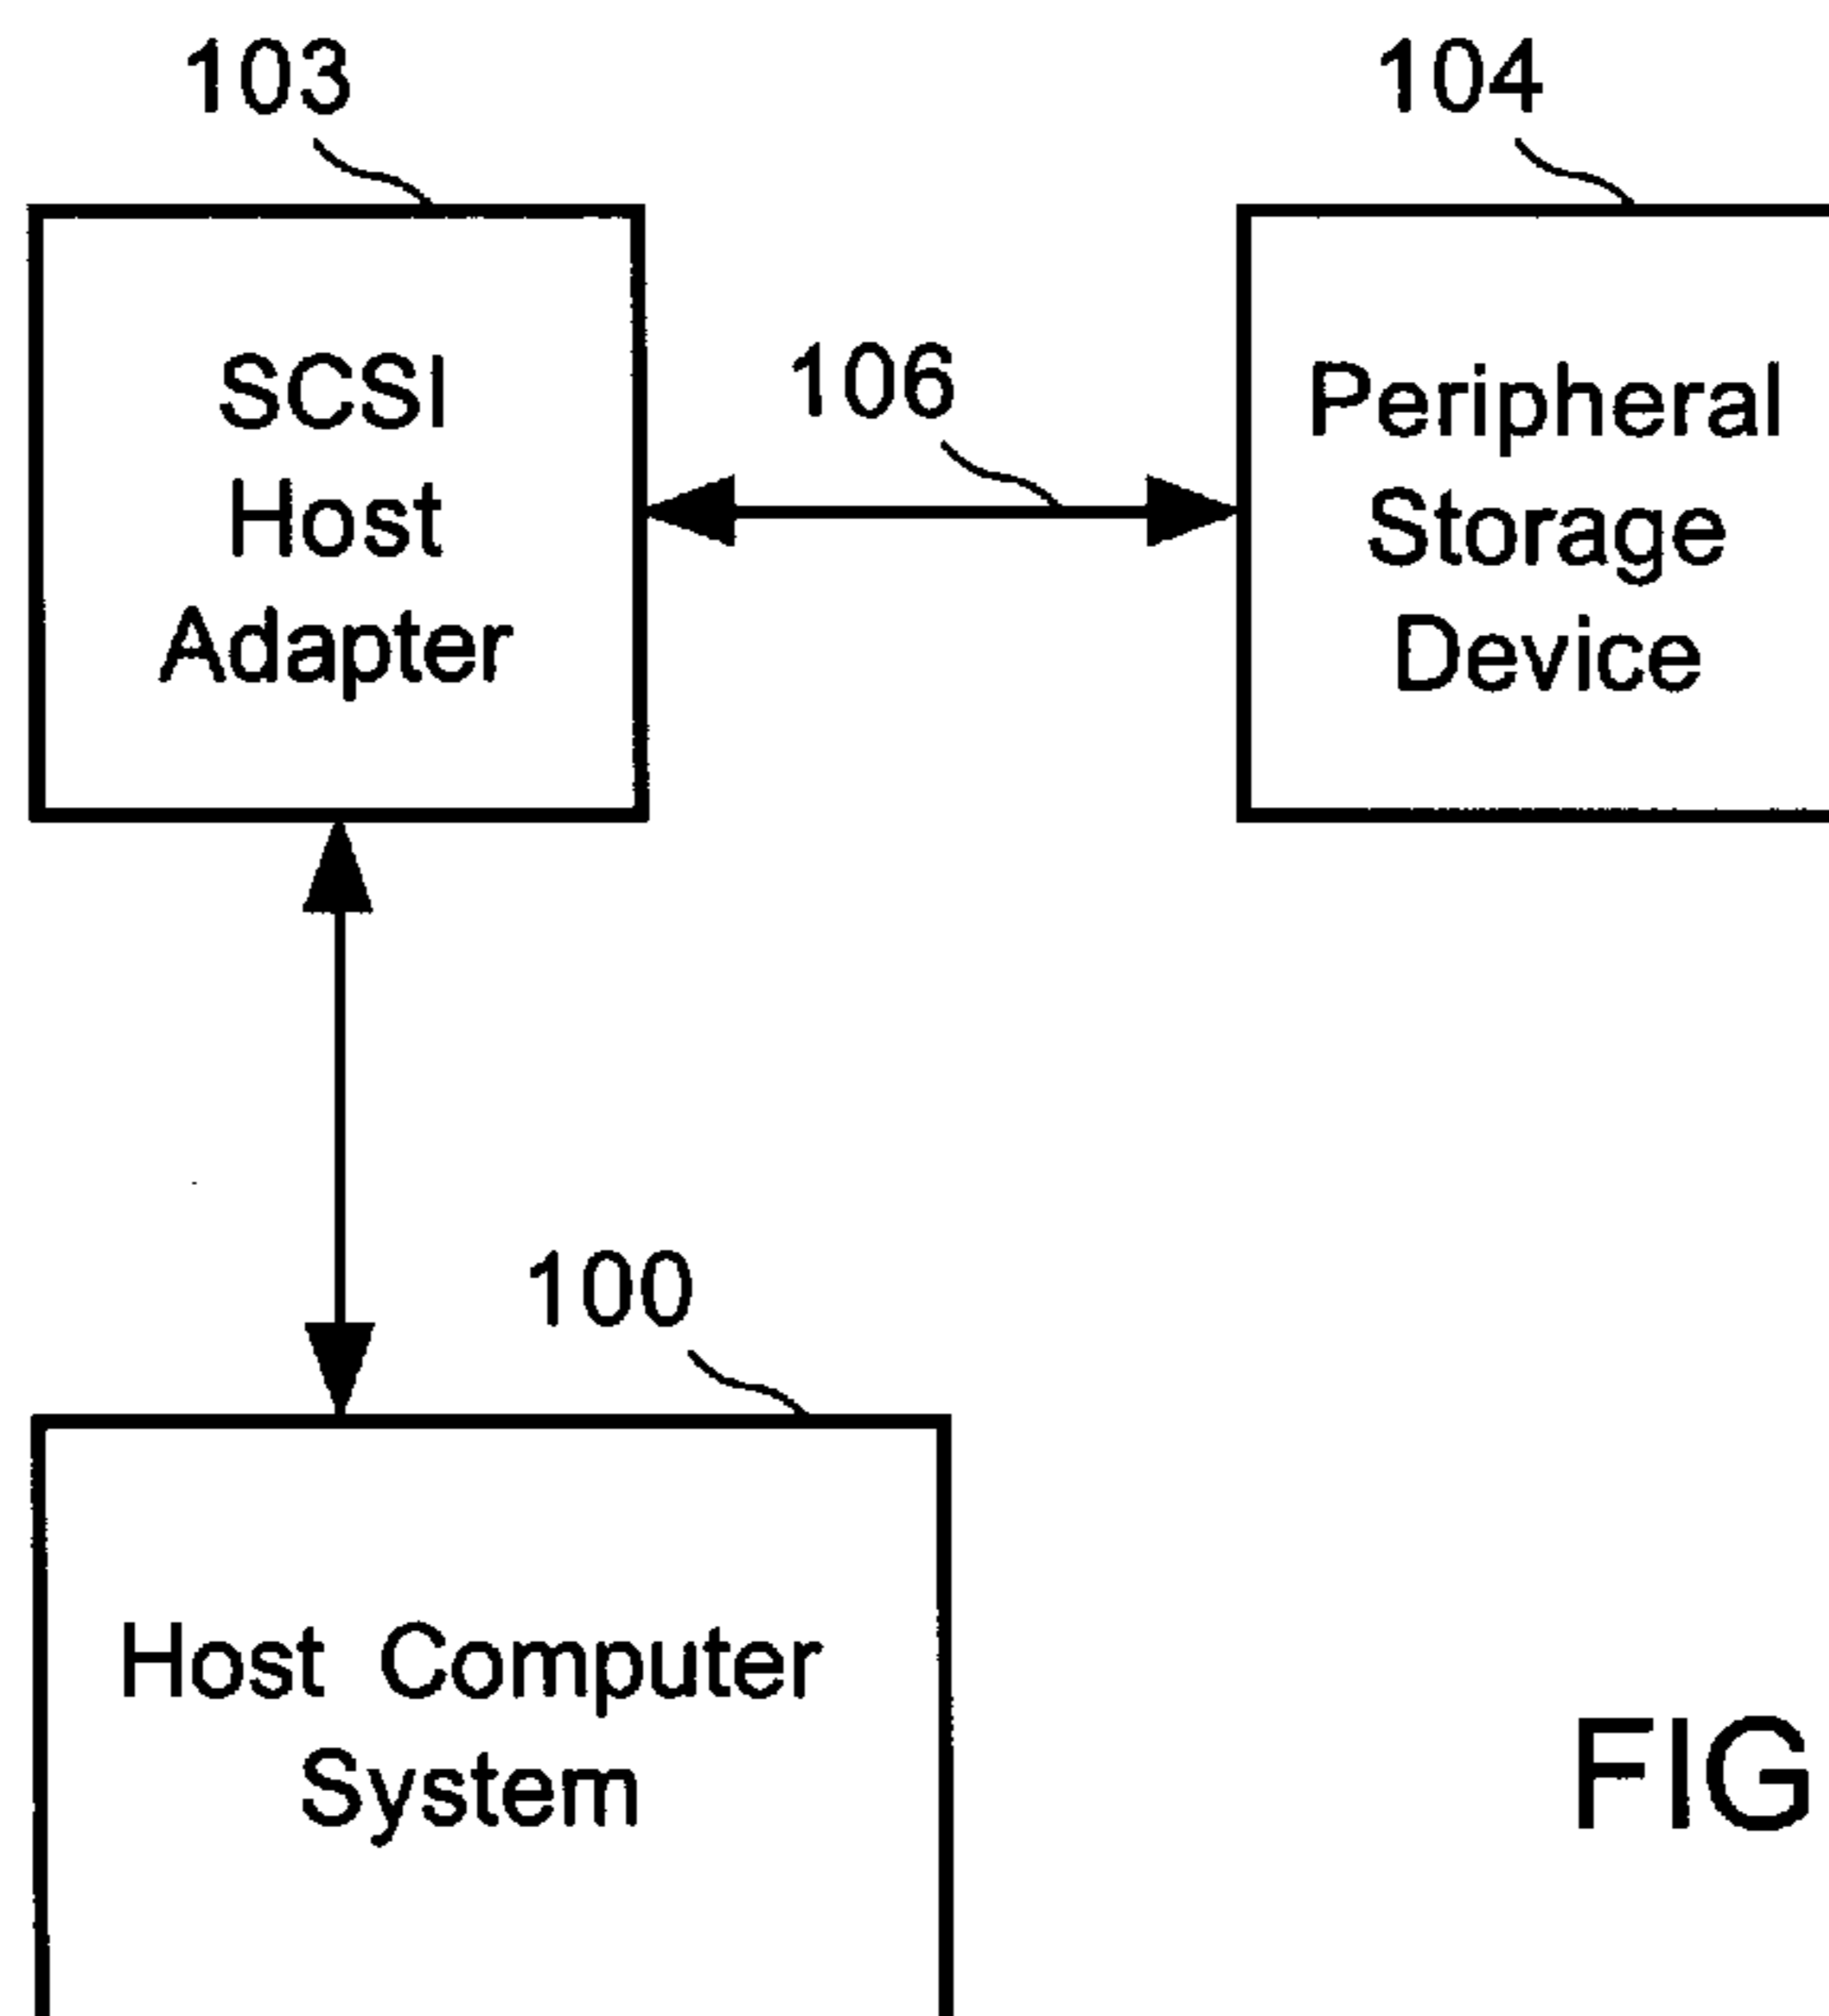 103
104
SCSI
Host
Adapter
106
Peripheral
Storage
Device
100
Host Computer
System
FIG